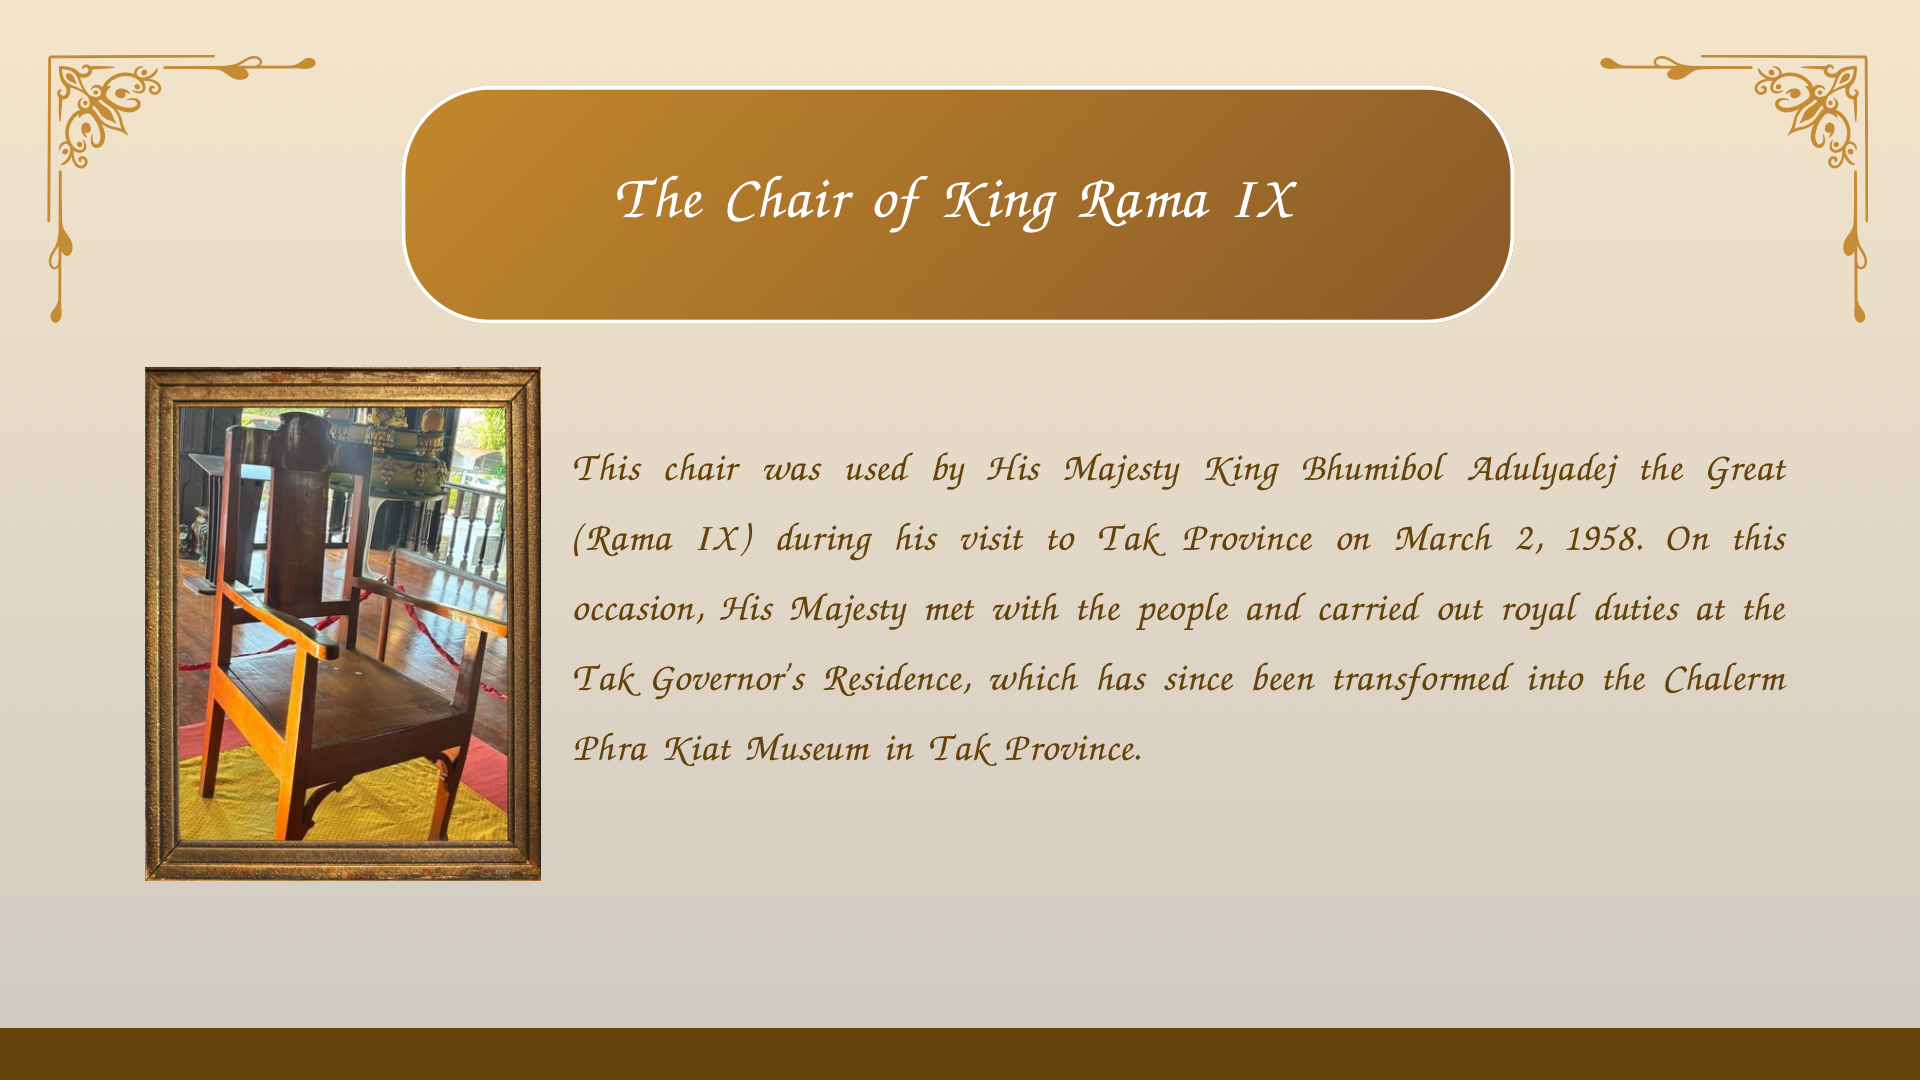 The Chair of King Rama IX
This chair was used by His Majesty King Bhumibol Adulyadej the Great
(Rama IX) during his visit to Tak Province on March 2, 1958. On this
occasion, His Majesty met with the people and carried out royal duties at the
Tak Governor’s Residence, which has since been transformed into the Chalerm
Phra Kiat Museum in Tak Province.